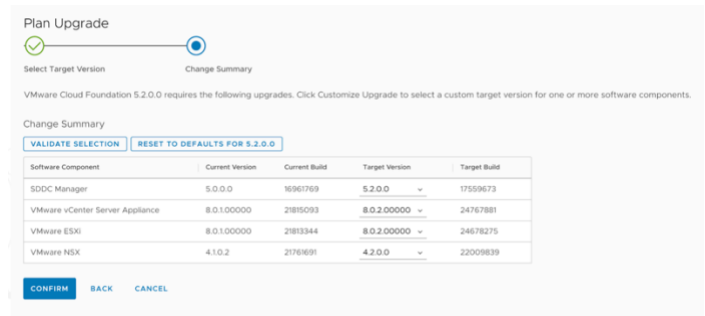 Plan Upgrade
Select Target Version Change Summary
VMware Cloud Foundation 5.2.0.0 requires the following upgrades. Click Customize Upgrade to select a custom target version for one or more software components.
Change Summary
VALIDATE SELECTION RESET TO DEFAULTS FOR 5.2.0.0
Software Component Current Version Current Build Target Version Target Build
SDDC Manager 5.0.0.0 16961769 5.2.0.0 17559673
VMware vCenter Server Appliance 8.0.1.00000 21815093 8.0.2.00000 24767881
VMware ESXi 8.0.1.00000 21813344 8.0.2.00000 24678275
VMware NSX 4.1.0.2 21761691 4.2.0.0 22009839
CONFIRM BACK CANCEL